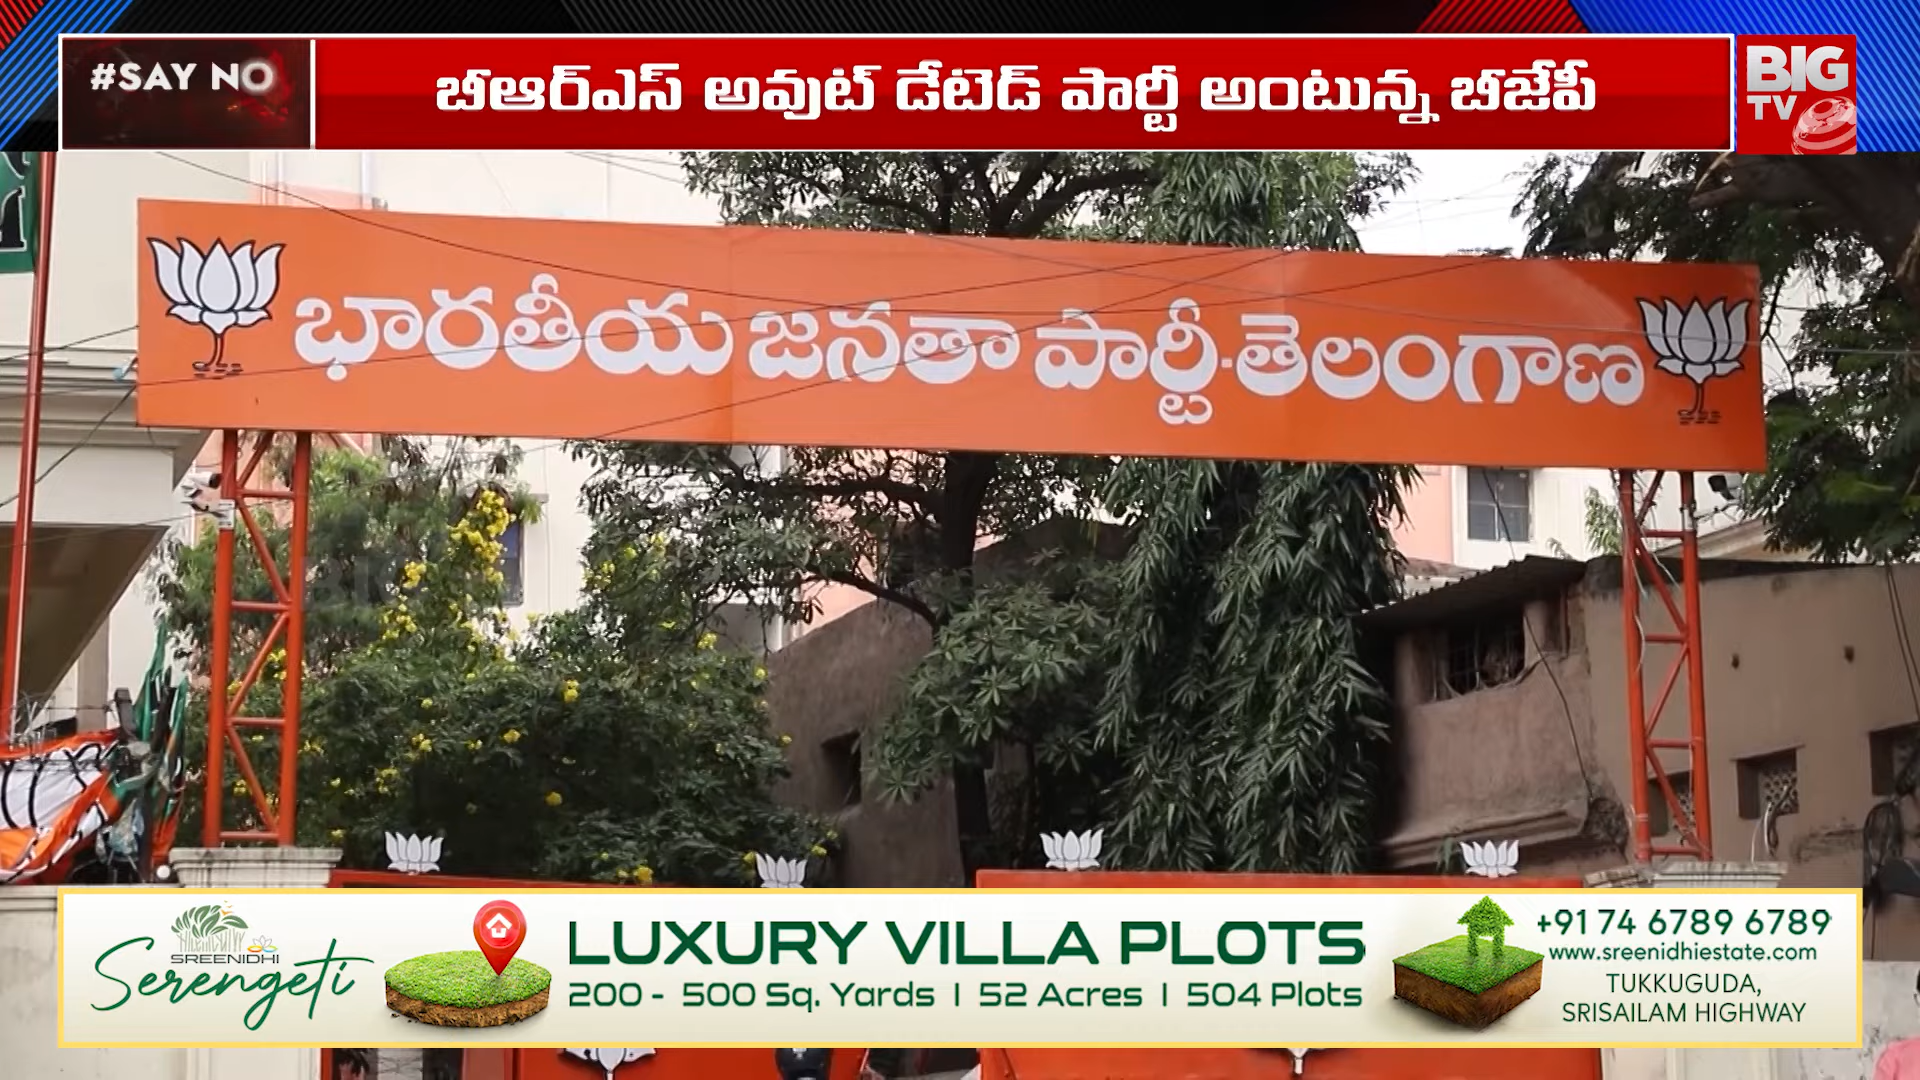 #SAY NO
బీఆర్ఎస్ అవుట్ డేటెడ్ పార్టీ అంటున్న బీజేపీ
BIG
TV
భారతీయ జనతా పార్టీ-తెలంగాణ
SREENIDHI
Serengeti
LUXURY VILLA PLOTS
200 - 500 Sq. Yards I 52 Acres I 504 Plots
+91 74 6789 6789
www.sreenidhiestate.com
TUKKUGUDA,
SRISAILAM HIGHWAY